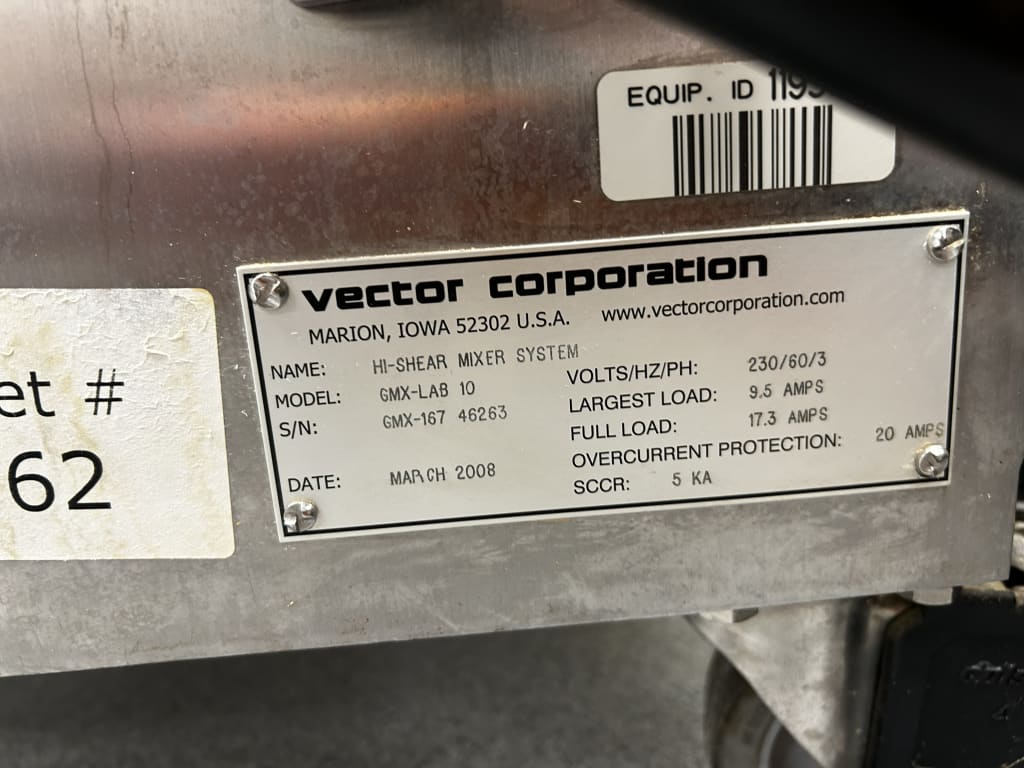 EQUIP. ID
vector corporation
MARION, IOWA 52302 U.S.A. www.vectorcorporation.com
NAME: HI-SHEAR MIXER SYSTEM
MODEL: GMX-LAB 10
S/N: GMX-167 46263
DATE: MARCH 2008
VOLTS/HZ/PH: 230/60/3
LARGEST LOAD: 9.5 AMPS
FULL LOAD: 17.3 AMPS
OVERCURRENT PROTECTION: 20 AMPS
SCCR: 5 KA
et #
62